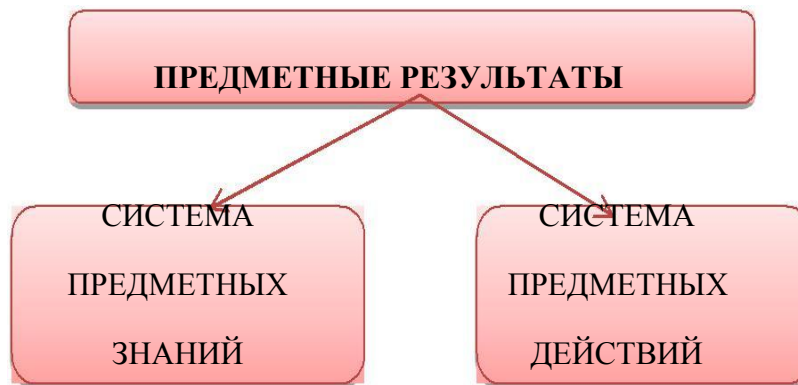 ПРЕДМЕТНЫЕ РЕЗУЛЬТАТЫ
СИСТЕМА
ПРЕДМЕТНЫХ
ЗНАНИЙ
СИСТЕМА
ПРЕДМЕТНЫХ
ДЕЙСТВИЙ